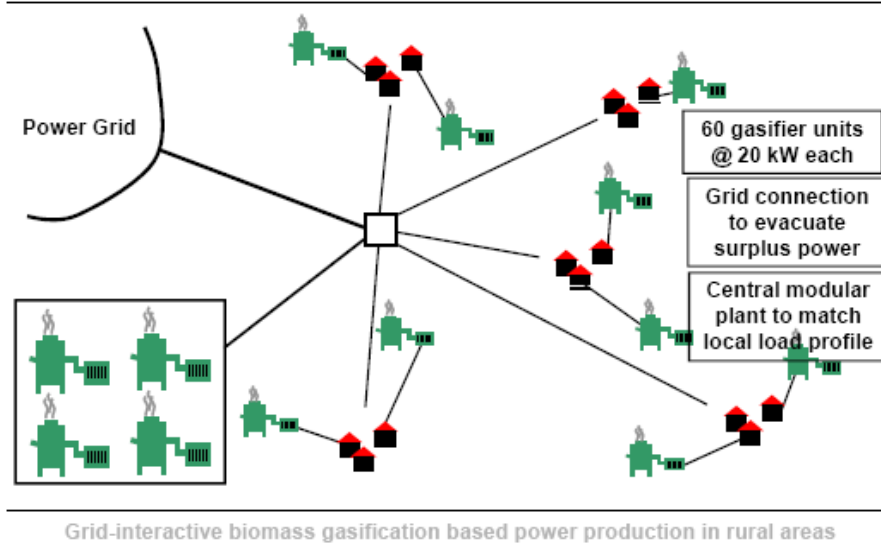 Power Grid
60 gasifier units
@ 20 kW each
Grid connection
to evacuate
surplus power
Central modular
plant to match
local load profile
Grid-interactive biomass gasification based power production in rural areas